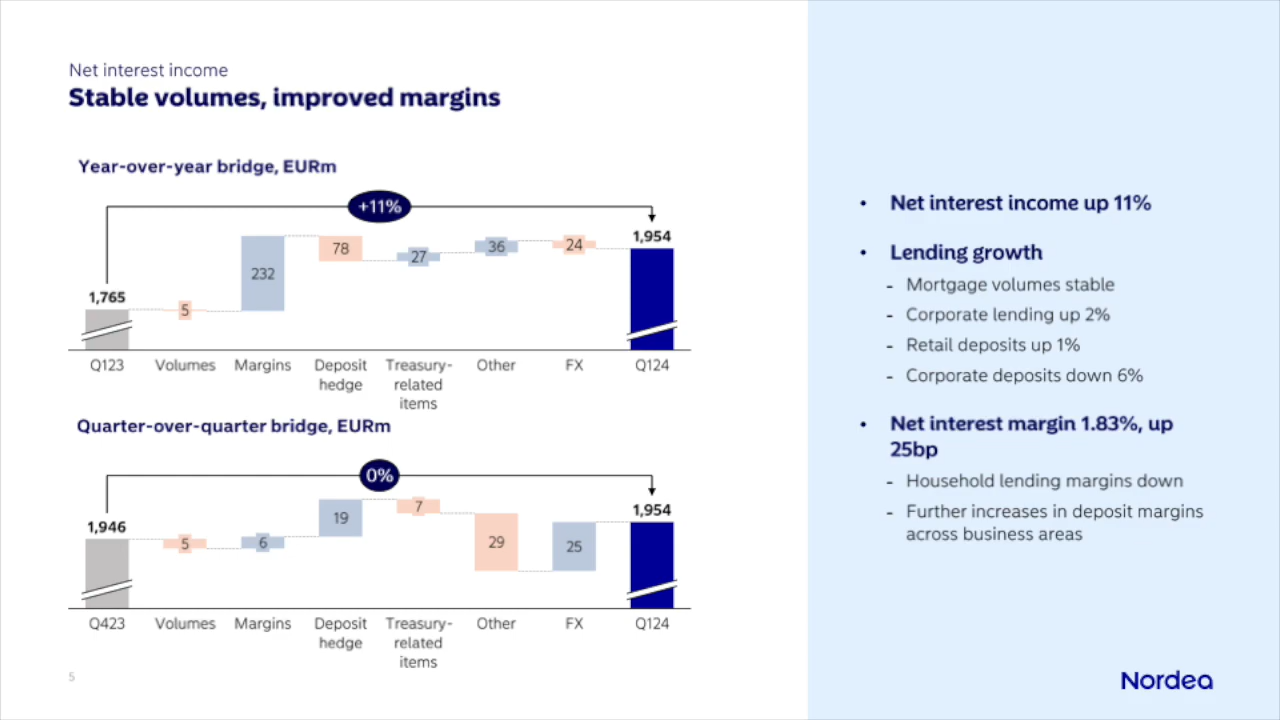 Net interest income
Stable volumes, improved margins
Year-over-year bridge, EURm
+11%
1,765
5
232
78
27
36
24
1,954
Q123
Volumes
Margins
Deposit
hedge
Treasury-
related
items
Other
FX
Q124
Quarter-over-quarter bridge, EURm
0%
1,946
5
6
19
7
29
25
1,954
Q423
Volumes
Margins
Deposit
hedge
Treasury-
related
items
Other
FX
Q124
• Net interest income up 11%
• Lending growth
- Mortgage volumes stable
- Corporate lending up 2%
- Retail deposits up 1%
- Corporate deposits down 6%
• Net interest margin 1.83%, up
25bp
- Household lending margins down
- Further increases in deposit margins
across business areas
5
Nordea